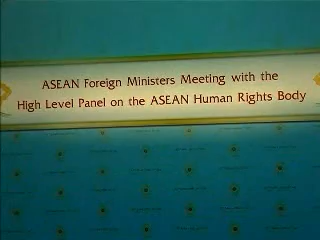 ASEAN Foreign Ministers Meeting with the
High Level Panel on the ASEAN Human Rights Body